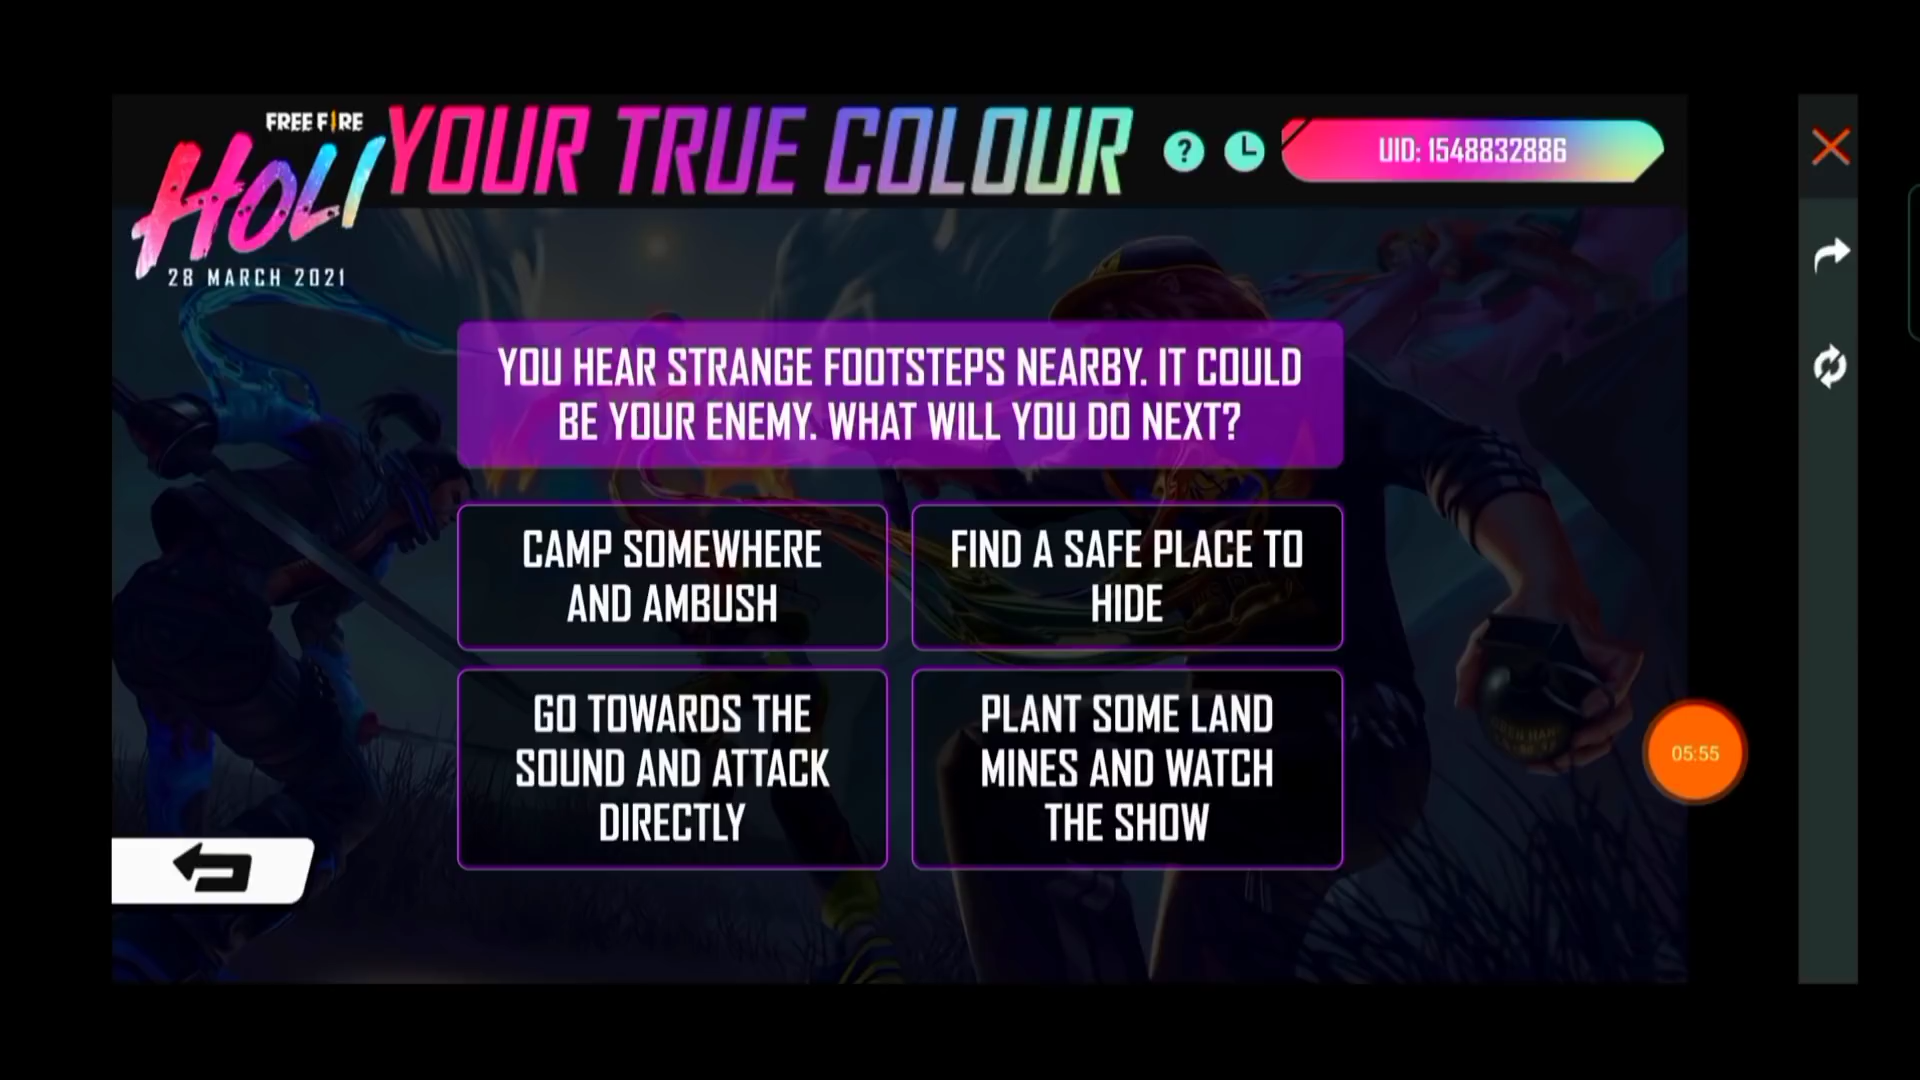 FREE FIRE
HOLI
28 MARCH 2021
YOUR TRUE COLOUR
?
UID: 1548832886
YOU HEAR STRANGE FOOTSTEPS NEARBY. IT COULD
BE YOUR ENEMY. WHAT WILL YOU DO NEXT?
CAMP SOMEWHERE
AND AMBUSH
FIND A SAFE PLACE TO
HIDE
GO TOWARDS THE
SOUND AND ATTACK
DIRECTLY
PLANT SOME LAND
MINES AND WATCH
THE SHOW
05:55